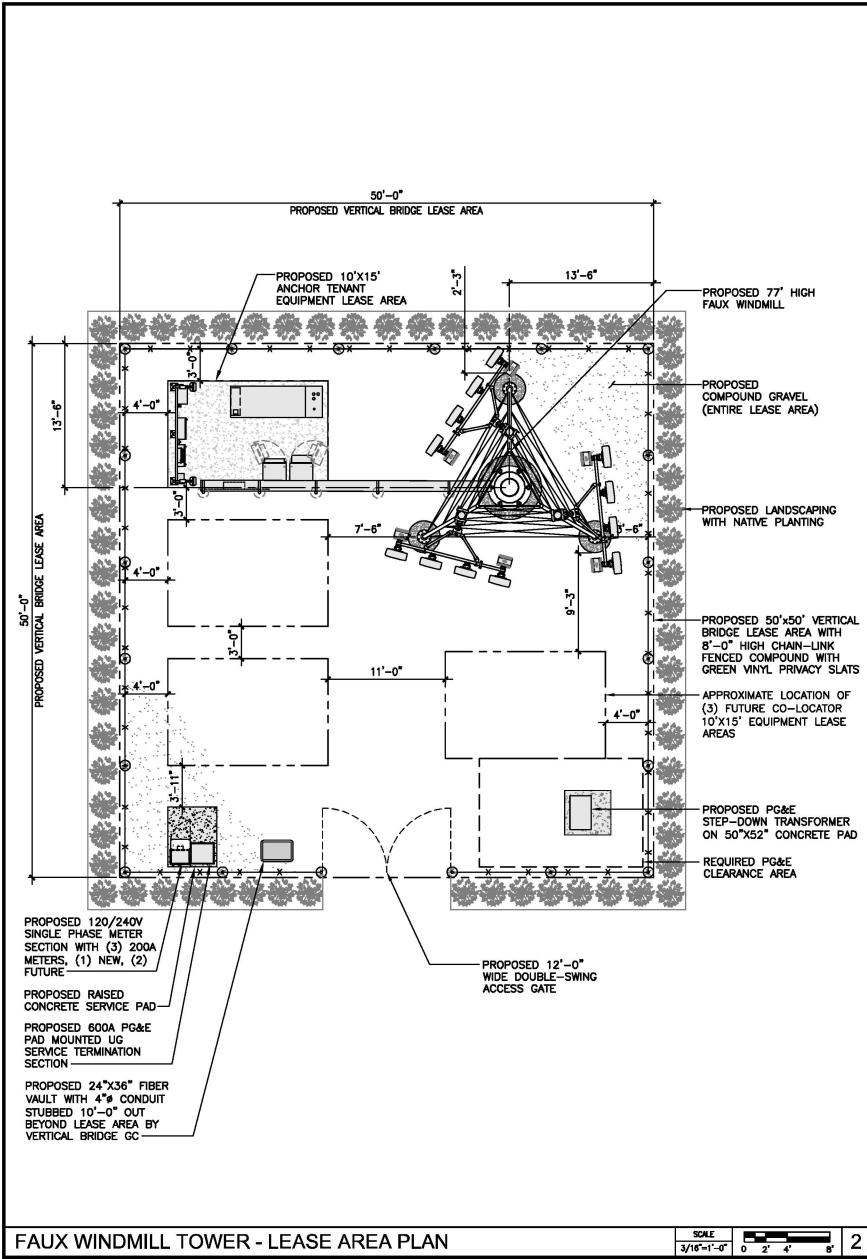 50'-0"
PROPOSED VERTICAL BRIDGE LEASE AREA
PROPOSED 10'X15'
ANCHOR TENANT
EQUIPMENT LEASE AREA
2'-3"
13'-6"
PROPOSED 77' HIGH
FAUX WINDMILL
3'-0"
PROPOSED
COMPOUND GRAVEL
(ENTIRE LEASE AREA)
13'-6"
4'-0"
PROPOSED LANDSCAPING
WITH NATIVE PLANTING
3'-0"
7'-6"
3'-6"
4'-0"
9'-3"
50'-0"
PROPOSED VERTICAL BRIDGE LEASE AREA
3'-0"
PROPOSED 50'x50' VERTICAL
BRIDGE LEASE AREA WITH
8'-0" HIGH CHAIN-LINK
FENCED COMPOUND WITH
GREEN VINYL PRIVACY SLATS
11'-0"
4'-0"
APPROXIMATE LOCATION OF
(3) FUTURE CO-LOCATOR
10'X15' EQUIPMENT LEASE
AREAS
4'-0"
3'-11"
PROPOSED PG&E
STEP-DOWN TRANSFORMER
ON 50"X52" CONCRETE PAD
REQUIRED PG&E
CLEARANCE AREA
PROPOSED 120/240V
SINGLE PHASE METER
SECTION WITH (3) 200A
METERS, (1) NEW, (2)
FUTURE
PROPOSED 12'-0"
WIDE DOUBLE-SWING
ACCESS GATE
PROPOSED RAISED
CONCRETE SERVICE PAD
PROPOSED 600A PG&E
PAD MOUNTED UG
SERVICE TERMINATION
SECTION
PROPOSED 24"X36" FIBER
VAULT WITH 4"ø CONDUIT
STUBBED 10'-0" OUT
BEYOND LEASE AREA BY
VERTICAL BRIDGE GC
FAUX WINDMILL TOWER - LEASE AREA PLAN
SCALE
3/16"=1'-0"
0 2' 4' 8'
2